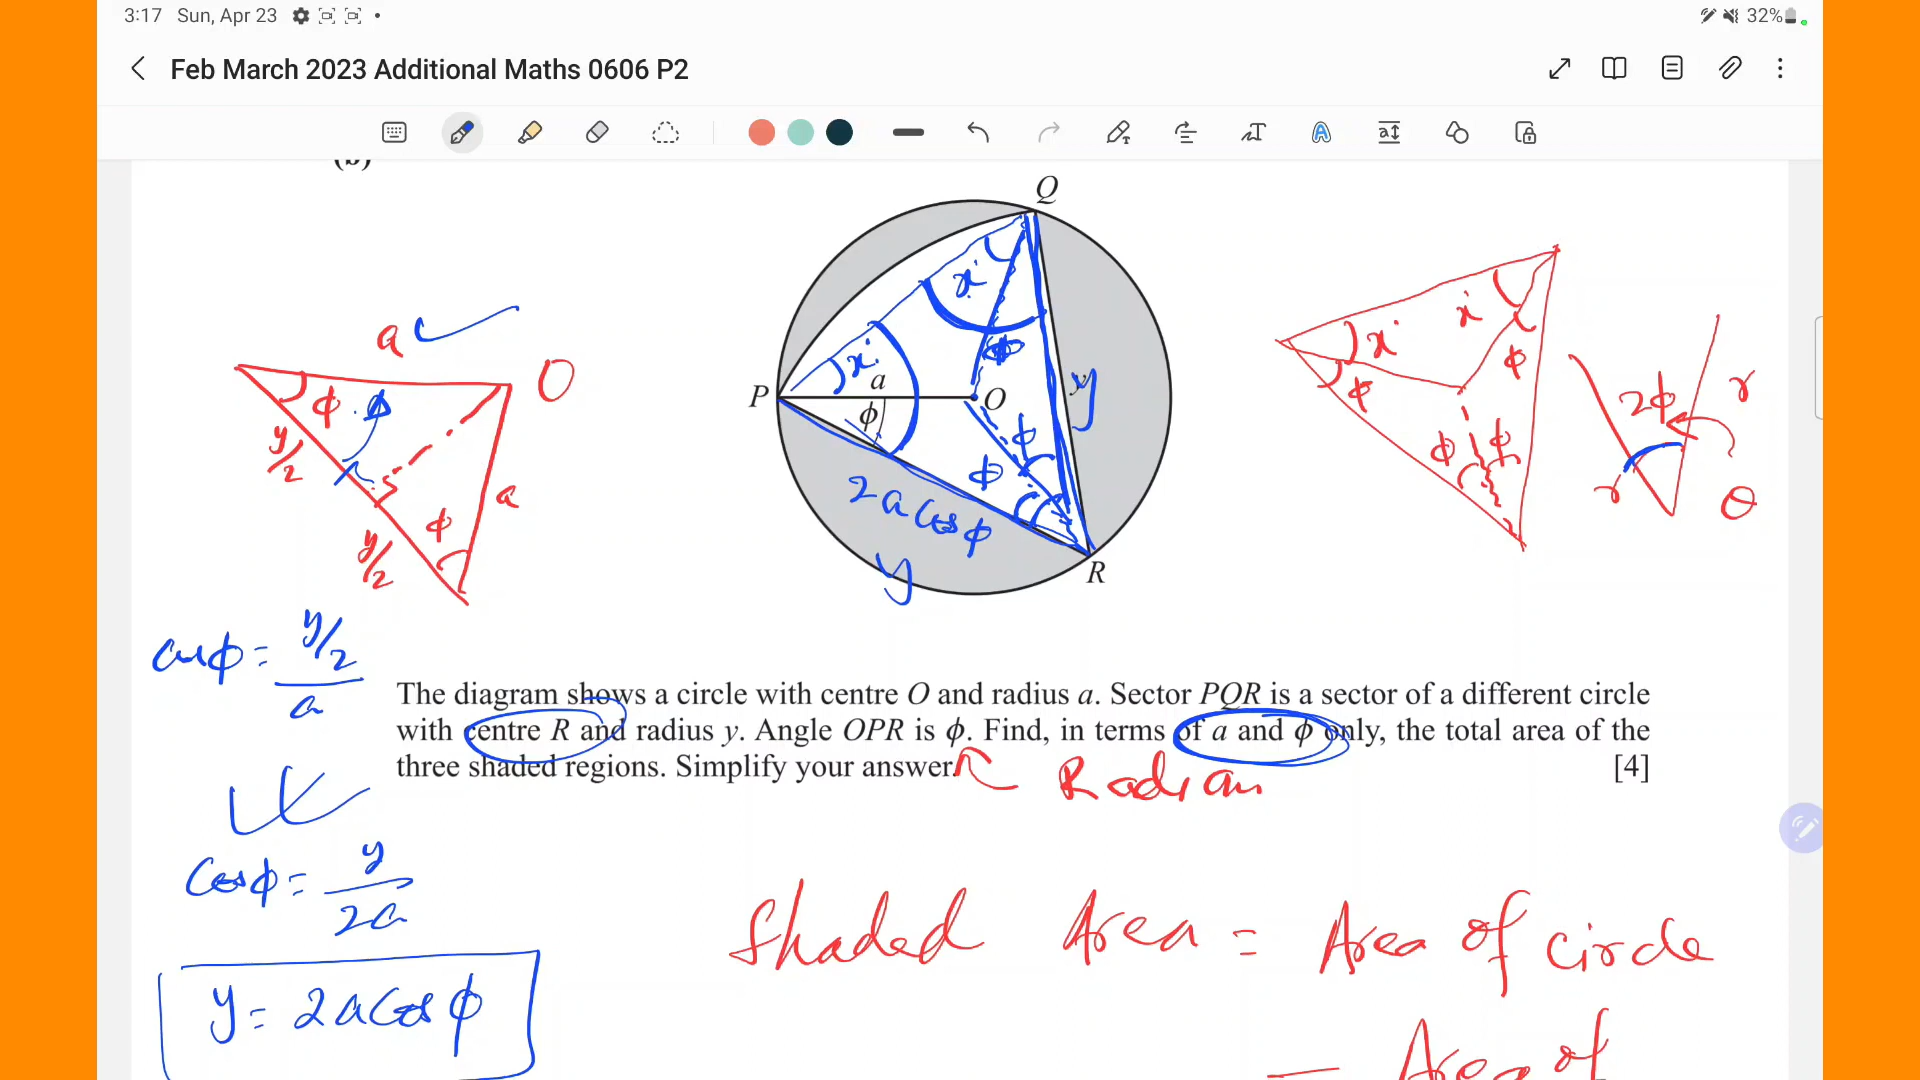 3:17 Sun, Apr 23
32%
Feb March 2023 Additional Maths 0606 P2
(b)
Q
a
O
x
x
P
a
O
ϕ
ϕ
y
ϕ
ϕ
2a cos ϕ
y
R
ϕ
y/2
y/2
ϕ
a
x
x
ϕ
ϕ
ϕ
ϕ
2ϕ
r
r
θ
cos ϕ = y/2 / a
The diagram shows a circle with centre O and radius a. Sector PQR is a sector of a different circle
with centre R and radius y. Angle OPR is ϕ. Find, in terms of a and ϕ only, the total area of the
three shaded regions. Simplify your answer. [4]
Radian
cos ϕ = y / 2a
y = 2a cos ϕ
Shaded Area = Area of circle
— Area of